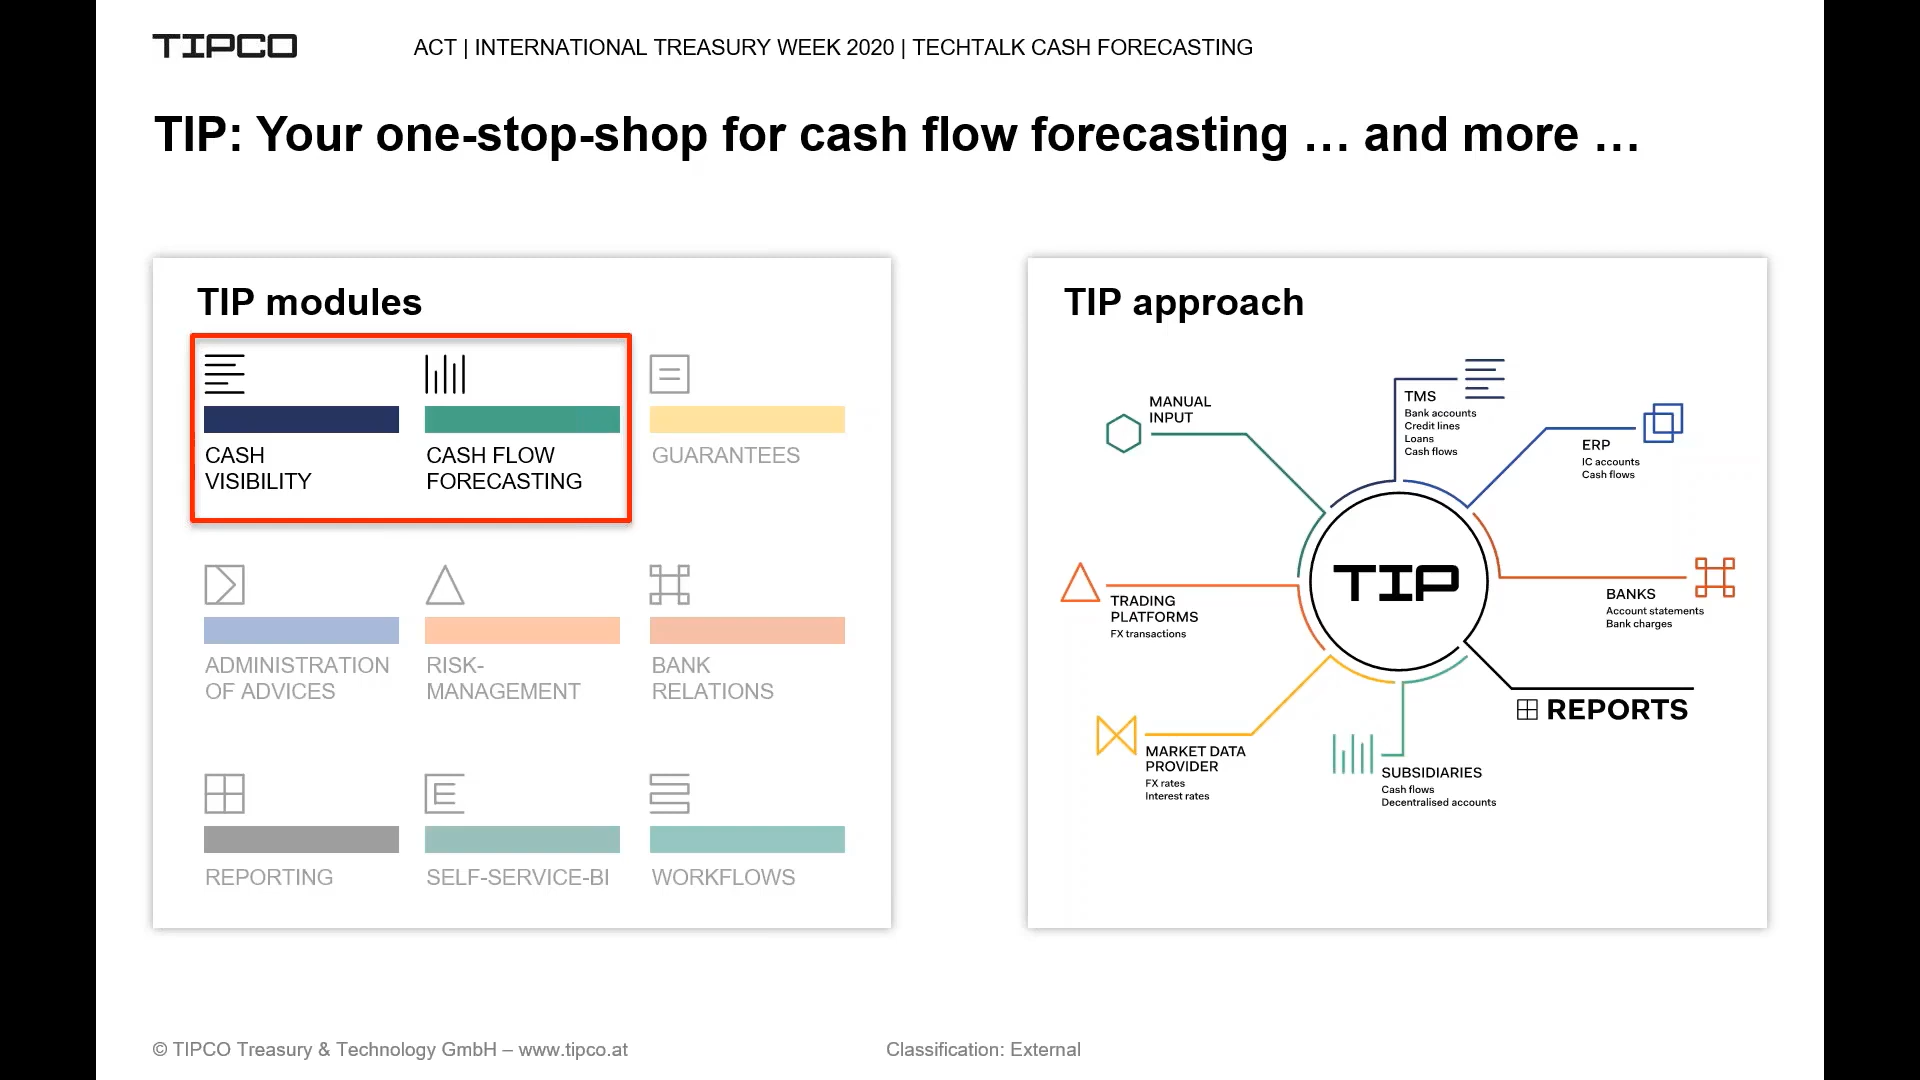 TIPCO
ACT | INTERNATIONAL TREASURY WEEK 2020 | TECHTALK CASH FORECASTING
TIP: Your one-stop-shop for cash flow forecasting … and more …
TIP modules
CASH
VISIBILITY
CASH FLOW
FORECASTING
GUARANTEES
ADMINISTRATION
OF ADVICES
RISK-
MANAGEMENT
BANK
RELATIONS
REPORTING
SELF-SERVICE-BI
WORKFLOWS
TIP approach
MANUAL
INPUT
TMS
Bank accounts
Credit lines
Loans
Cash flows
ERP
IC accounts
Cash flows
TIP
TRADING
PLATFORMS
FX transactions
BANKS
Account statements
Bank charges
REPORTS
MARKET DATA
PROVIDER
FX rates
Interest rates
SUBSIDIARIES
Cash flows
Decentralised accounts
© TIPCO Treasury & Technology GmbH – www.tipco.at
Classification: External